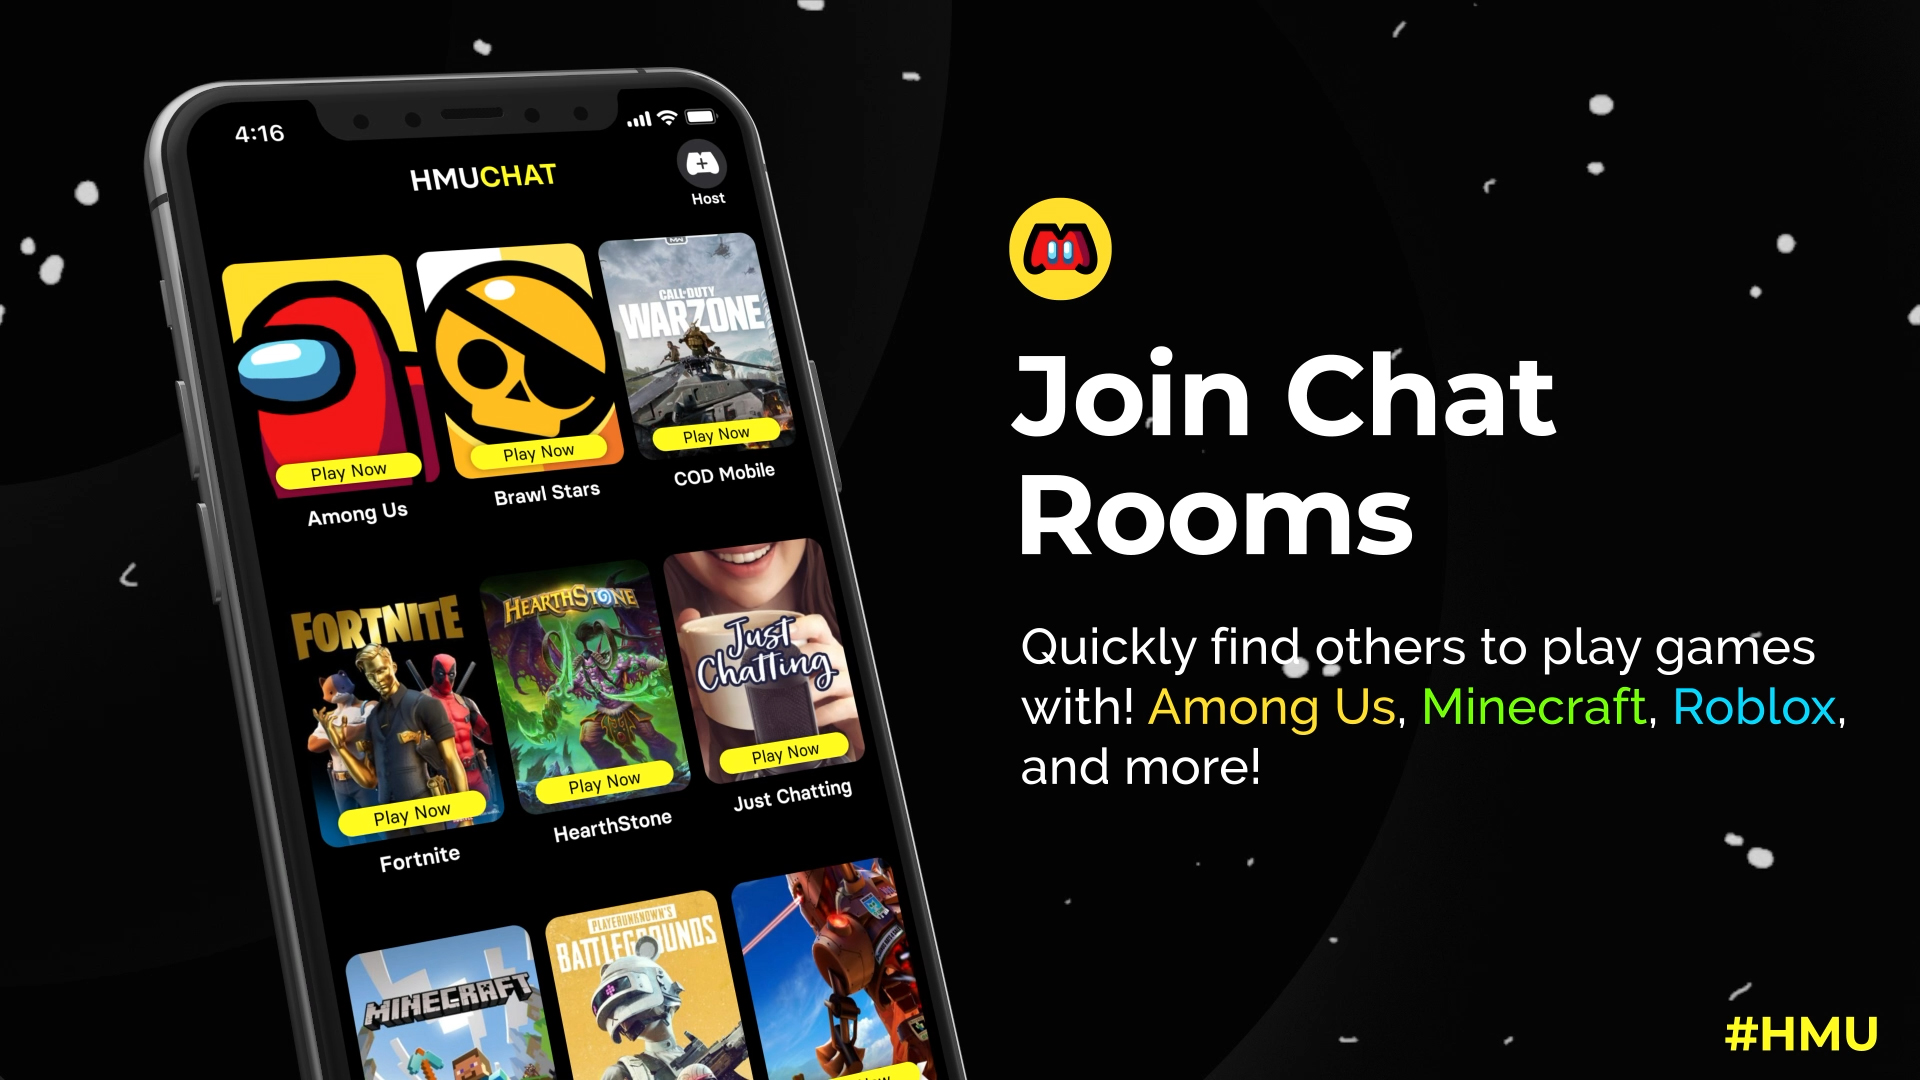 4:16
HMUCHAT
Host
CALL OF DUTY
WARZONE
Play Now
Play Now
Play Now
Among Us
Brawl Stars
COD Mobile
FORTNITE
HEARTHSTONE
Just
Chatting
Play Now
Play Now
Play Now
Fortnite
HearthStone
Just Chatting
MINECRAFT
PLAYERUNKNOWN'S
BATTLEGROUNDS
Join Chat
Rooms
Quickly find others to play games
with! Among Us, Minecraft, Roblox,
and more!
#HMU